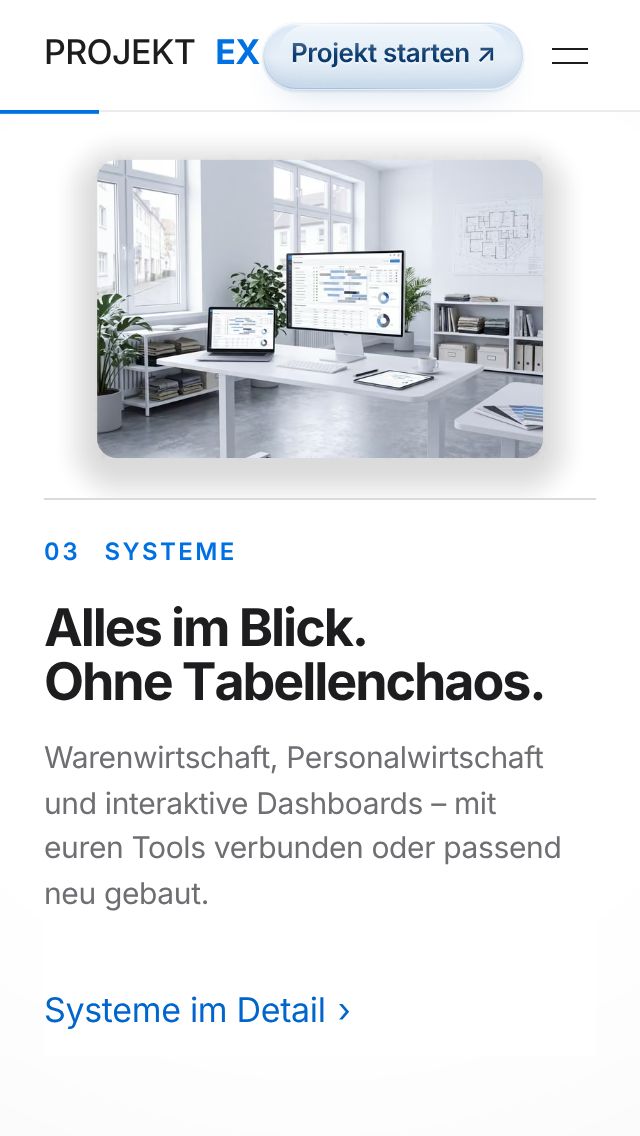 PROJEKT EX
Projekt starten ↗
03 SYSTEME
Alles im Blick.
Ohne Tabellenchaos.
Warenwirtschaft, Personalwirtschaft
und interaktive Dashboards – mit
euren Tools verbunden oder passend
neu gebaut.
Systeme im Detail ›